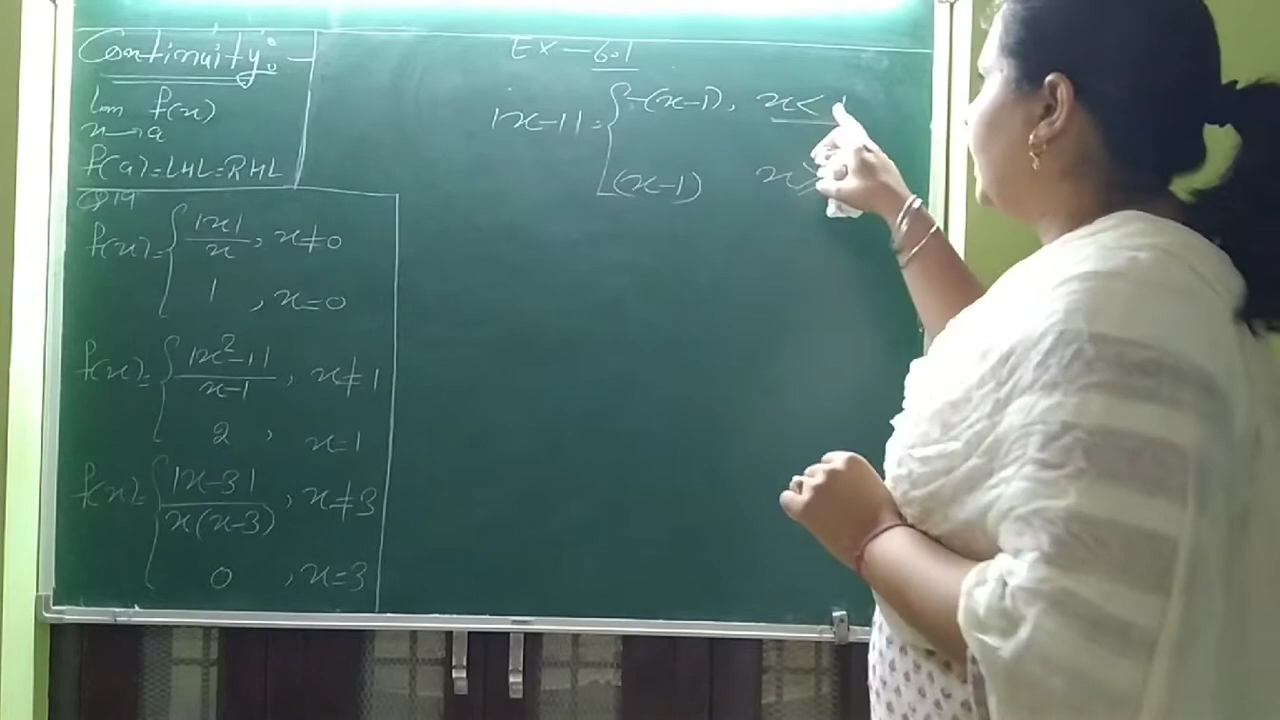 Continuity:-
lim f(x)
x→a
f(a)=LHL=RHL
Q19
f(x)={ |x|/x, x≠0
1, x=0
f(x)={ |x²-1|/x-1, x≠1
2, x=1
f(x)={ |x-3|/x(x-3), x≠3
0, x=3
EX-6.1
|x-1|={ -(x-1), x<1
(x-1) x≥